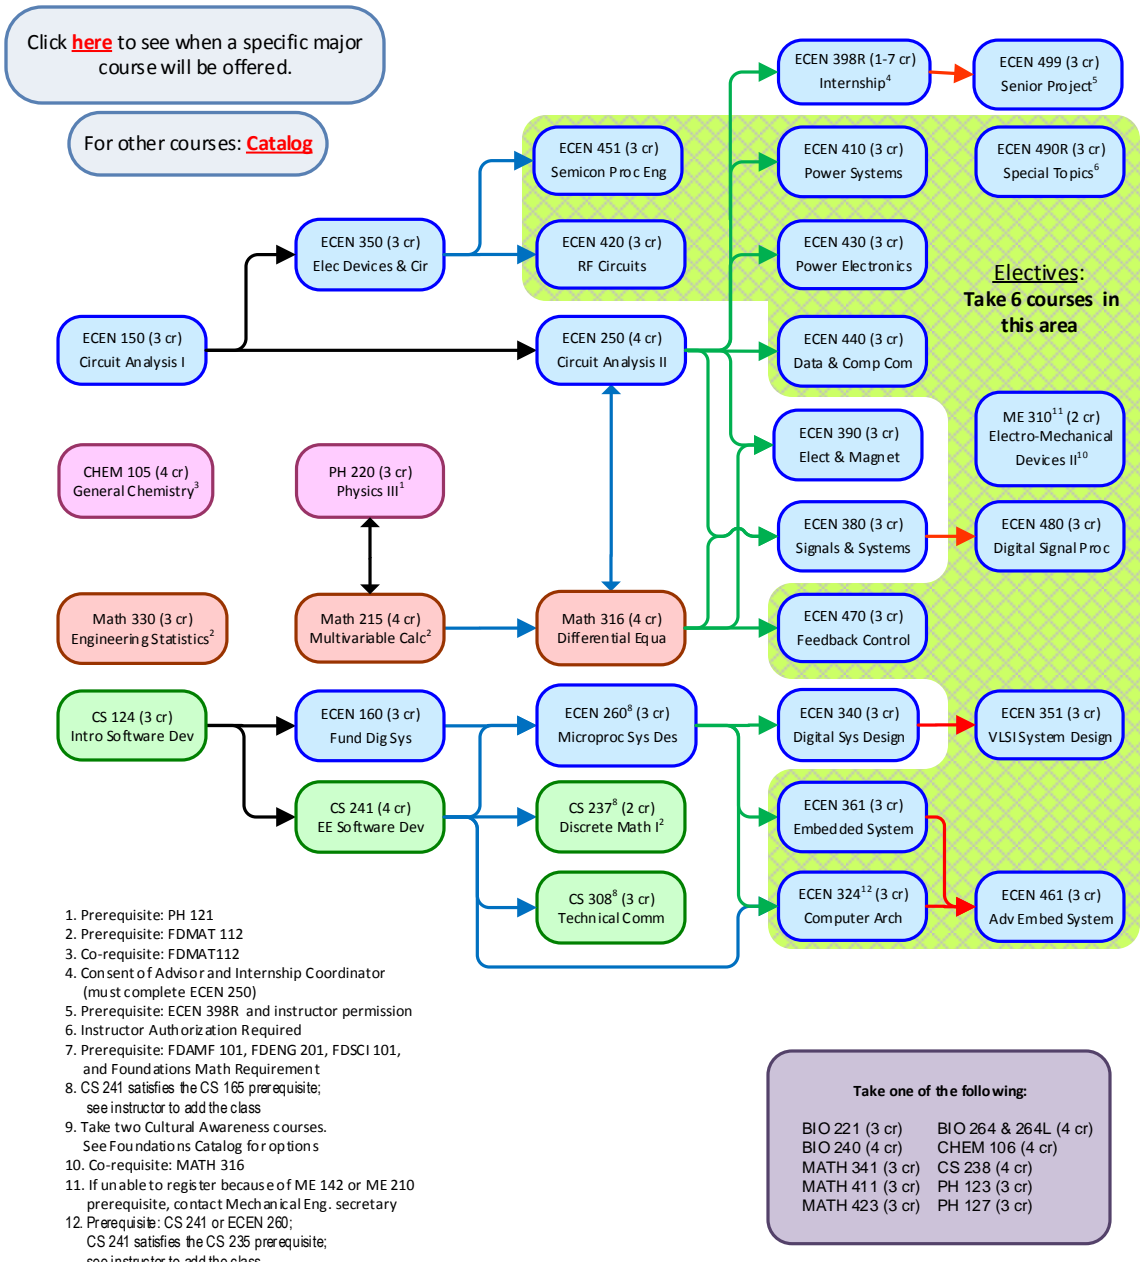 Click here to see when a specific major
course will be offered.
For other courses: Catalog
ECEN 398R (1-7 cr)
Internship4
ECEN 499 (3 cr)
Senior Project5
ECEN 451 (3 cr)
Semicon Proc Eng
ECEN 410 (3 cr)
Power Systems
ECEN 490R (3 cr)
Special Topics6
ECEN 350 (3 cr)
Elec Devices & Cir
ECEN 420 (3 cr)
RF Circuits
ECEN 430 (3 cr)
Power Electronics
Electives:
Take 6 courses in
this area
ECEN 150 (3 cr)
Circuit Analysis I
ECEN 250 (4 cr)
Circuit Analysis II
ECEN 440 (3 cr)
Data & Comp Com
ECEN 390 (3 cr)
Elect & Magnet
ME 310¹¹ (2 cr)
Electro-Mechanical
Devices II¹⁰
CHEM 105 (4 cr)
General Chemistry³
PH 220 (3 cr)
Physics III¹
ECEN 380 (3 cr)
Signals & Systems
ECEN 480 (3 cr)
Digital Signal Proc
Math 330 (3 cr)
Engineering Statistics²
Math 215 (4 cr)
Multivariable Calc²
Math 316 (4 cr)
Differential Equa
ECEN 470 (3 cr)
Feedback Control
CS 124 (3 cr)
Intro Software Dev
ECEN 160 (3 cr)
Fund Dig Sys
ECEN 260⁸ (3 cr)
Microproc Sys Des
ECEN 340 (3 cr)
Digital Sys Design
ECEN 351 (3 cr)
VLSI System Design
CS 241 (4 cr)
EE Software Dev
CS 237⁸ (2 cr)
Discrete Math I²
ECEN 361 (3 cr)
Embedded System
CS 308⁸ (3 cr)
Technical Comm
ECEN 324¹² (3 cr)
Computer Arch
ECEN 461 (3 cr)
Adv Embed System
1. Prerequisite: PH 121
2. Prerequisite: FDMAT 112
3. Co-requisite: FDMAT112
4. Consent of Advisor and Internship Coordinator
(must complete ECEN 250)
5. Prerequisite: ECEN 398R and instructor permission
6. Instructor Authorization Required
7. Prerequisite: FDAMF 101, FDENG 201, FDSCI 101,
and Foundations Math Requirement
8. CS 241 satisfies the CS 165 prerequisite;
see instructor to add the class
9. Take two Cultural Awareness courses.
See Foundations Catalog for options
10. Co-requisite: MATH 316
11. If unable to register because of ME 142 or ME 210
prerequisite, contact Mechanical Eng. secretary
12. Prerequisite: CS 241 or ECEN 260;
CS 241 satisfies the CS 235 prerequisite;
see instructor to add the class
Take one of the following:
BIO 221 (3 cr) BIO 264 & 264L (4 cr)
BIO 240 (4 cr) CHEM 106 (4 cr)
MATH 341 (3 cr) CS 238 (4 cr)
MATH 411 (3 cr) PH 123 (3 cr)
MATH 423 (3 cr) PH 127 (3 cr)